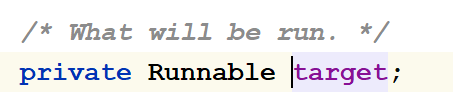 /* What will be run. */
private Runnable target;